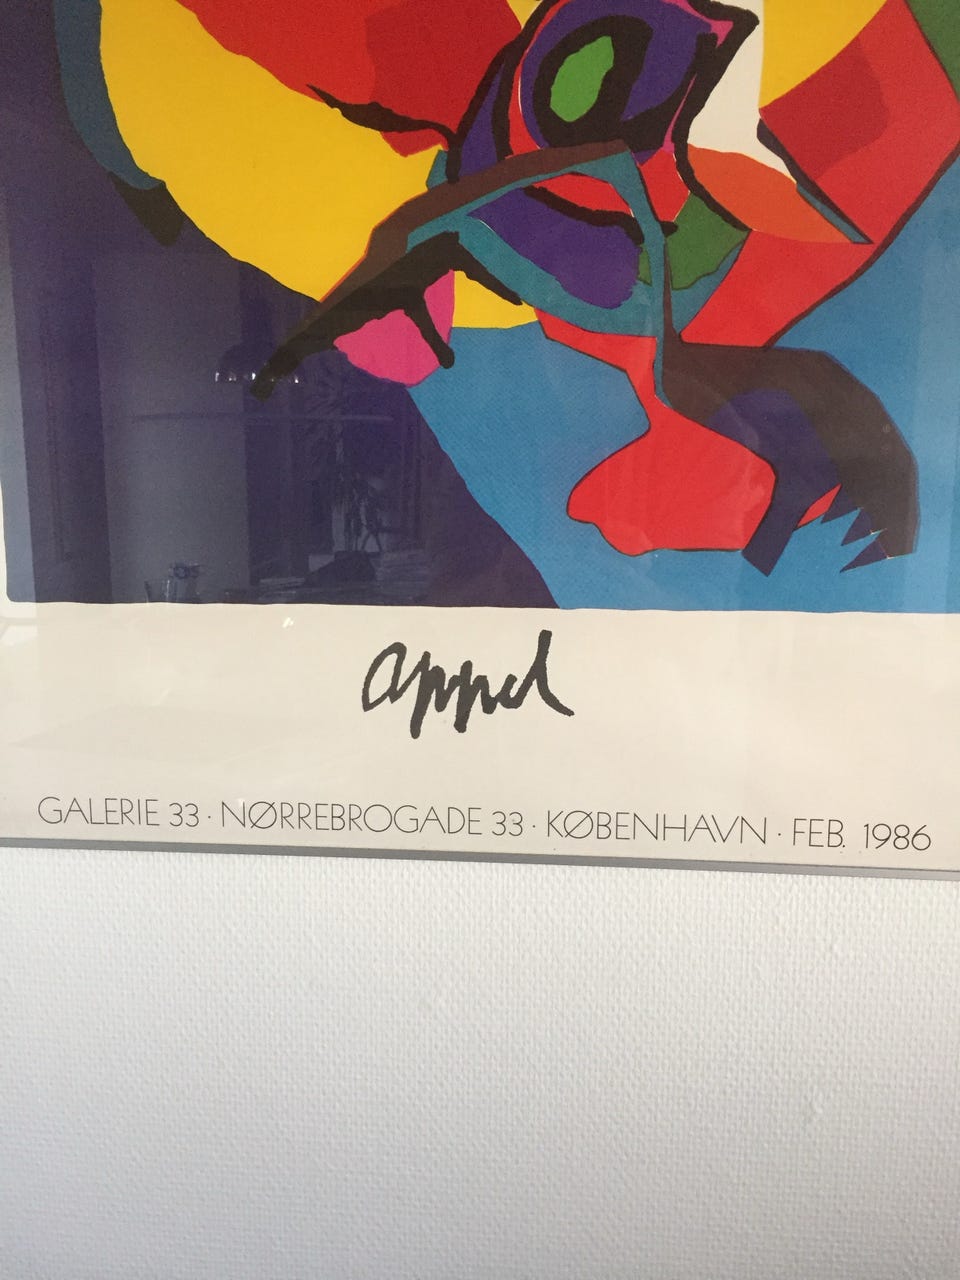 appel
GALERIE 33 · NØRREBROGADE 33 · KØBENHAVN · FEB. 1986